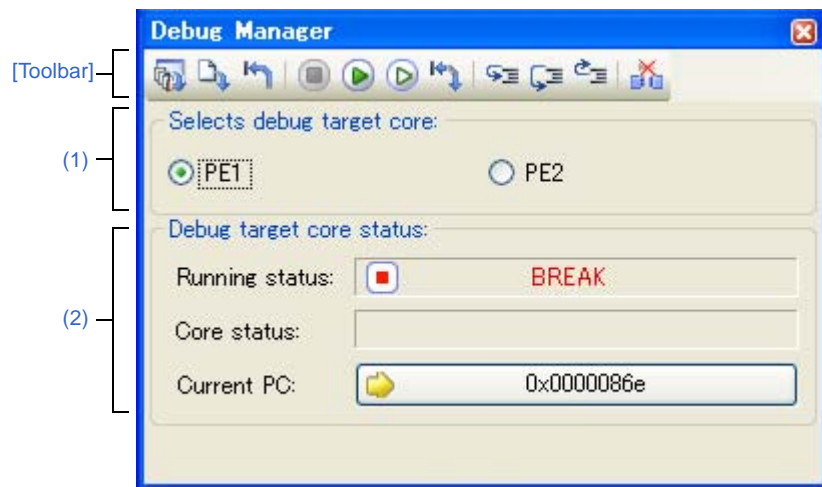 Debug Manager
[Toolbar]
(1)
Selects debug target core:
PE1 PE2
(2)
Debug target core status:
Running status: BREAK
Core status:
Current PC: 0x0000086e